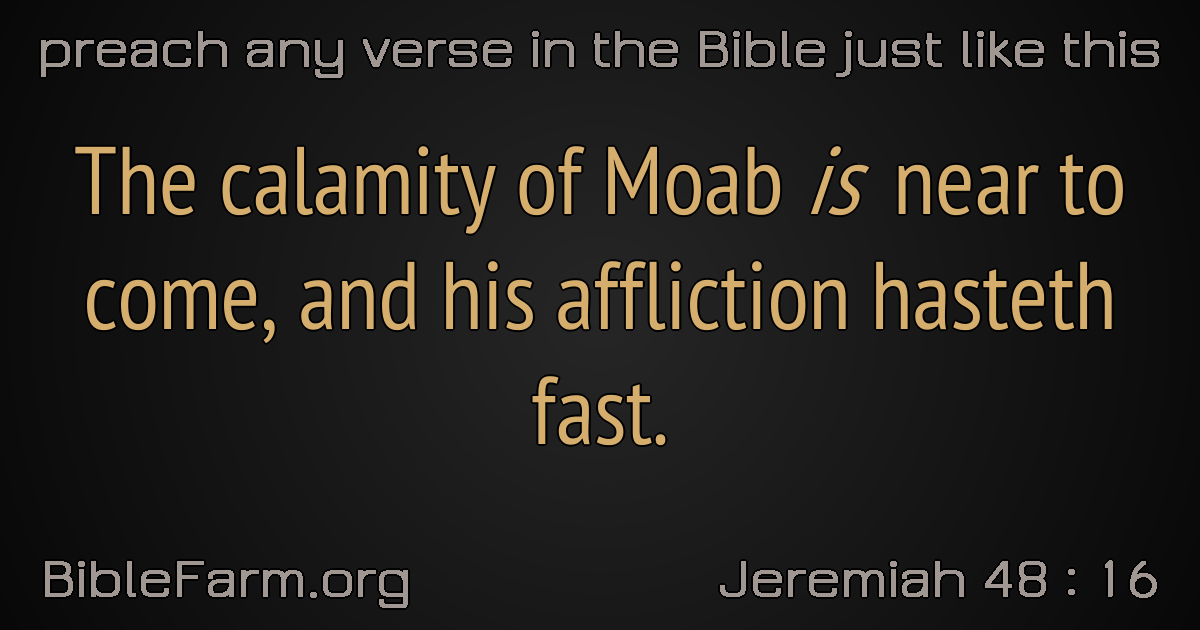 preach any verse in the Bible just like this
The calamity of Moab is near to
come, and his affliction hasteth
fast.
BibleFarm.org
Jeremiah 48 : 16